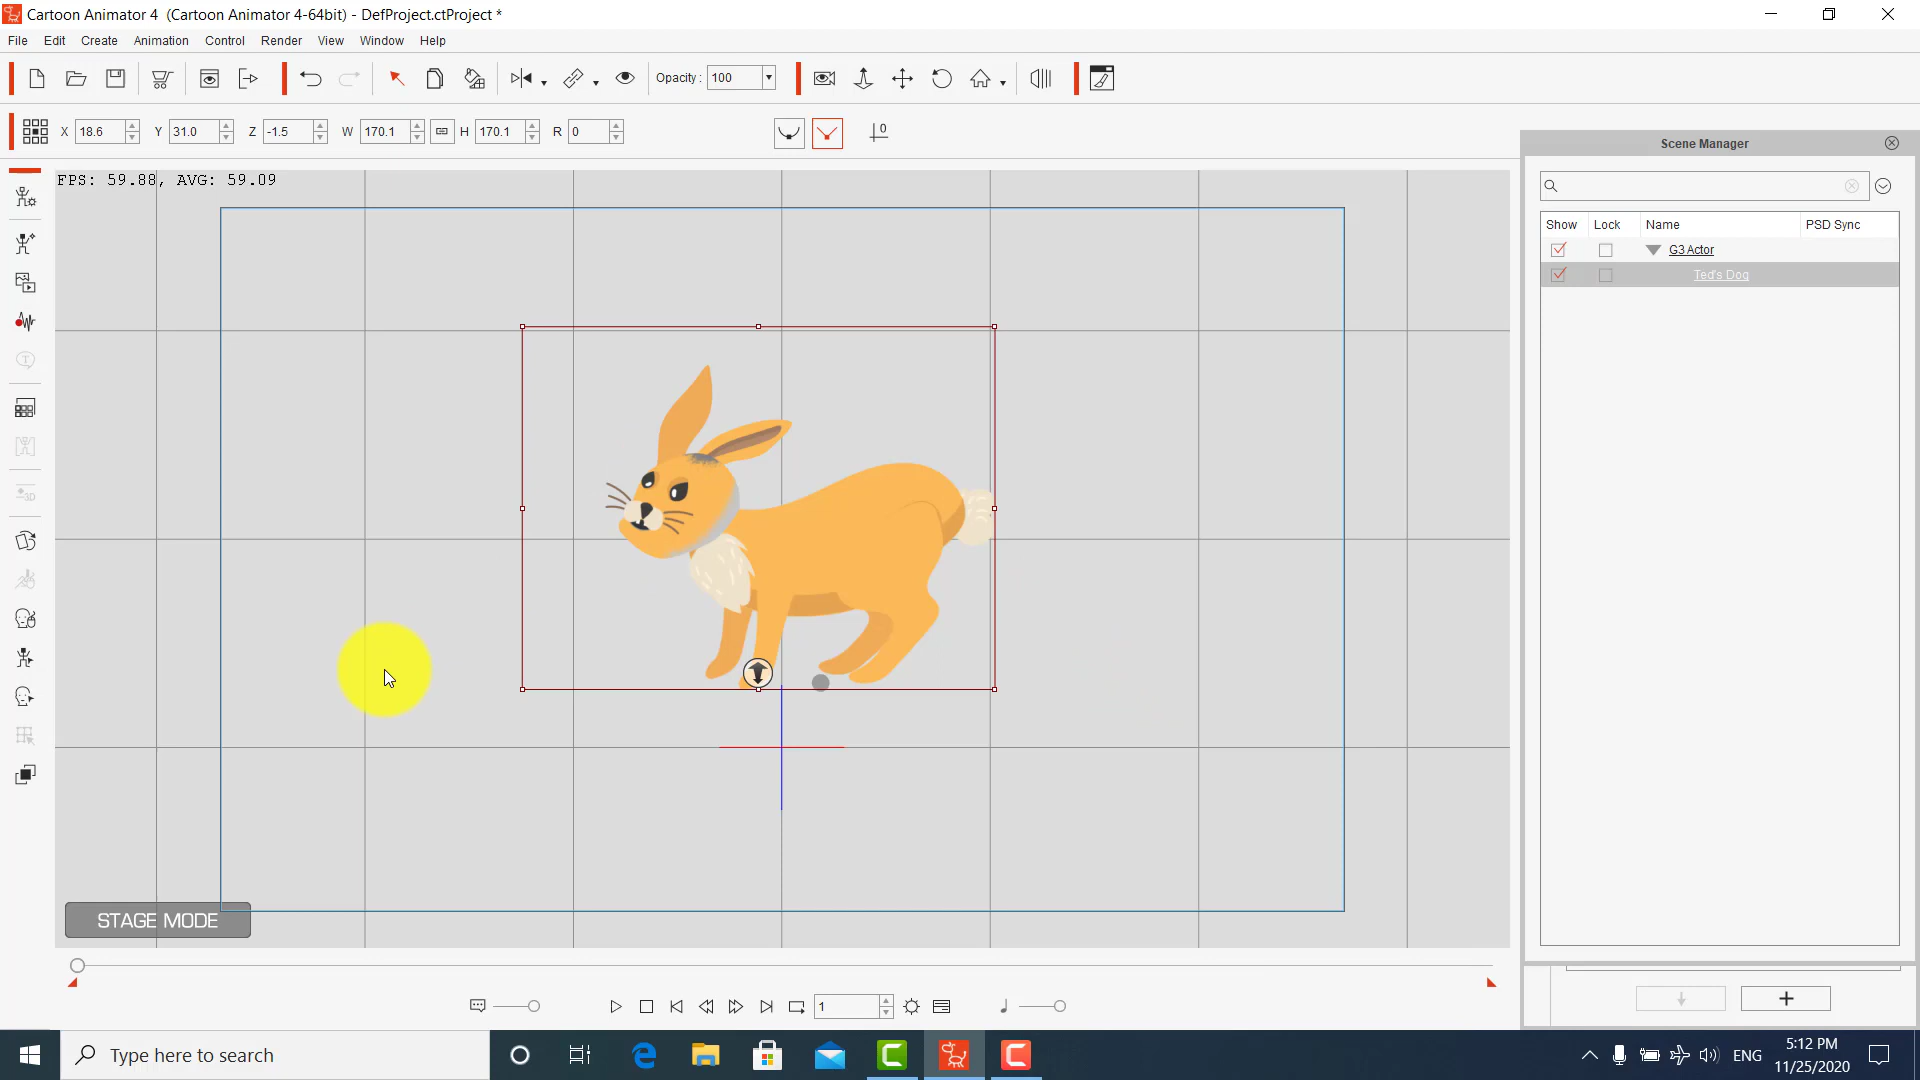 Cartoon Animator 4  (Cartoon Animator 4-64bit) - DefProject.ctProject *
File Edit Create Animation Control Render View Window Help
Opacity : 100
X 18.6 Y 31.0 Z -1.5 W 170.1 H 170.1 R 0
0
Scene Manager
FPS: 59.88, AVG: 59.09
Show Lock Name PSD Sync
G3 Actor
Ted's Dog
T
3D
STAGE MODE
1
Type here to search
ENG
5:12 PM
11/25/2020